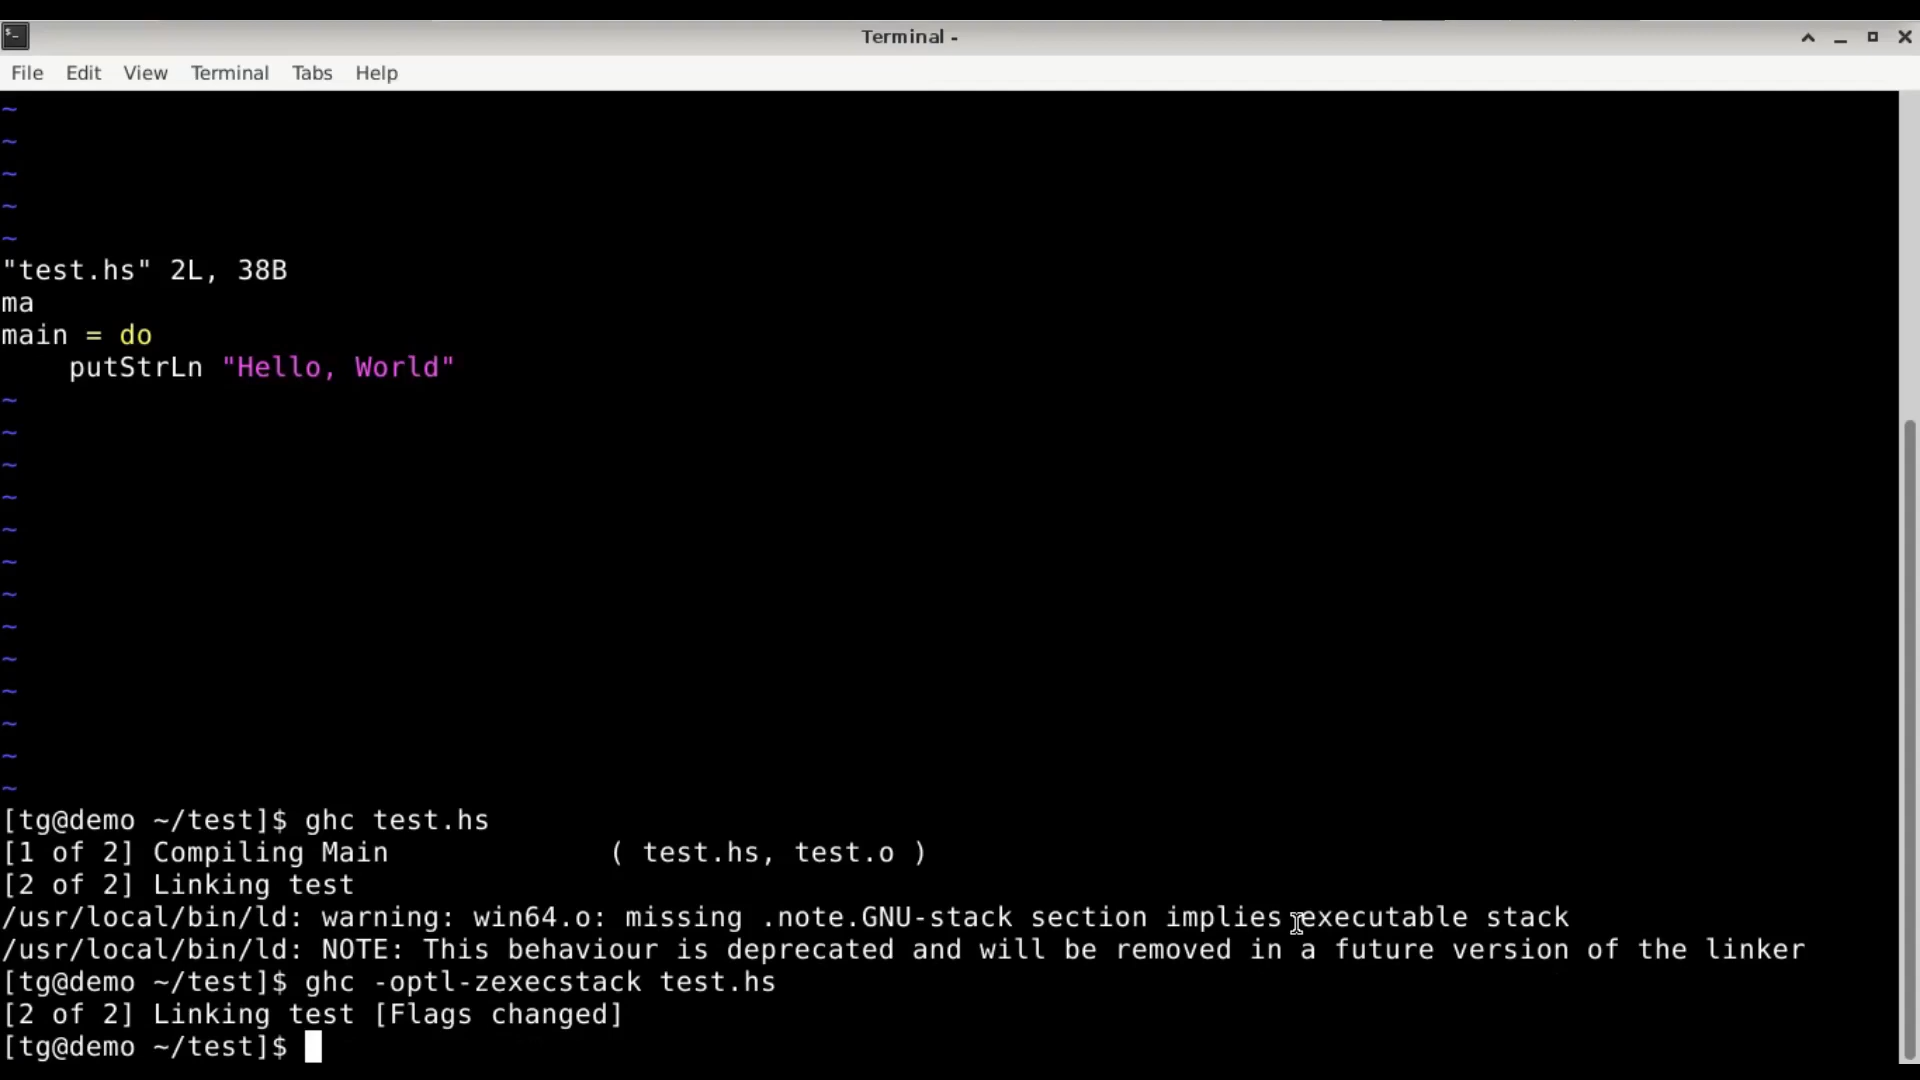 Terminal -
File Edit View Terminal Tabs Help
~
~
~
~
~
"test.hs" 2L, 38B
ma
main = do
    putStrLn "Hello, World"
~
~
~
~
~
~
~
~
~
~
~
~
~
[tg@demo ~/test]$ ghc test.hs
[1 of 2] Compiling Main             ( test.hs, test.o )
[2 of 2] Linking test
/usr/local/bin/ld: warning: win64.o: missing .note.GNU-stack section implies executable stack
/usr/local/bin/ld: NOTE: This behaviour is deprecated and will be removed in a future version of the linker
[tg@demo ~/test]$ ghc -optl-zexecstack test.hs
[2 of 2] Linking test [Flags changed]
[tg@demo ~/test]$